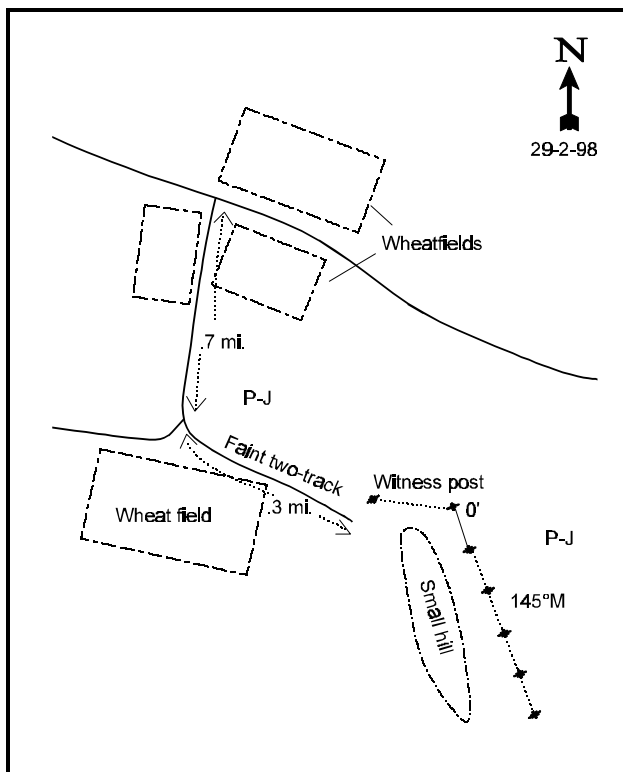 N
29-2-98
Wheatfields
.7 mi.
P-J
Faint two-track
Witness post
0'
Wheat field
.3 mi.
P-J
Small hill
145°M